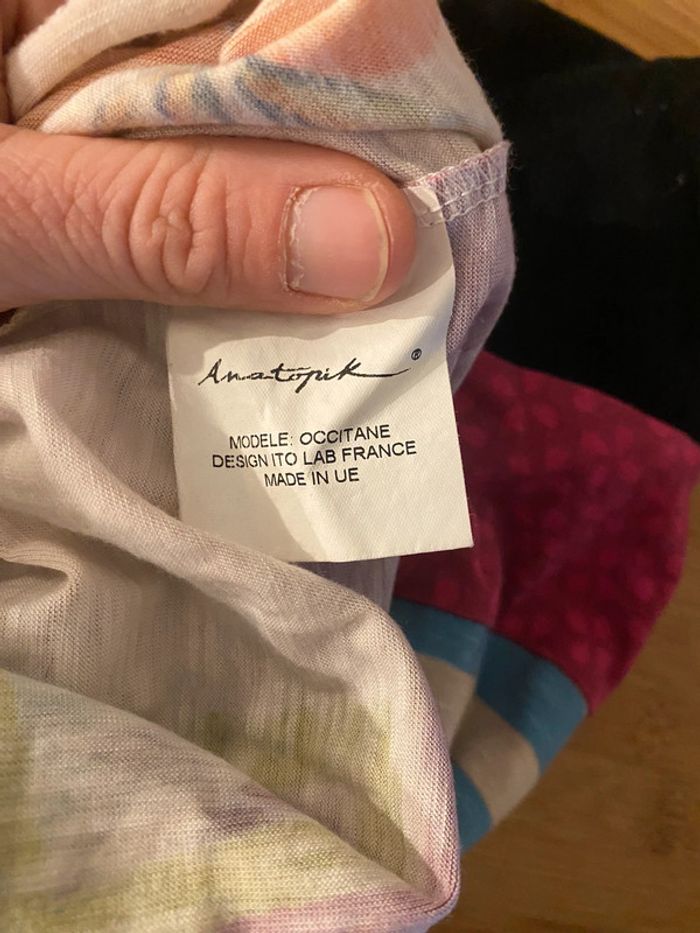 Anatopik ®
MODELE: OCCITANE
DESIGN ITO LAB FRANCE
MADE IN UE